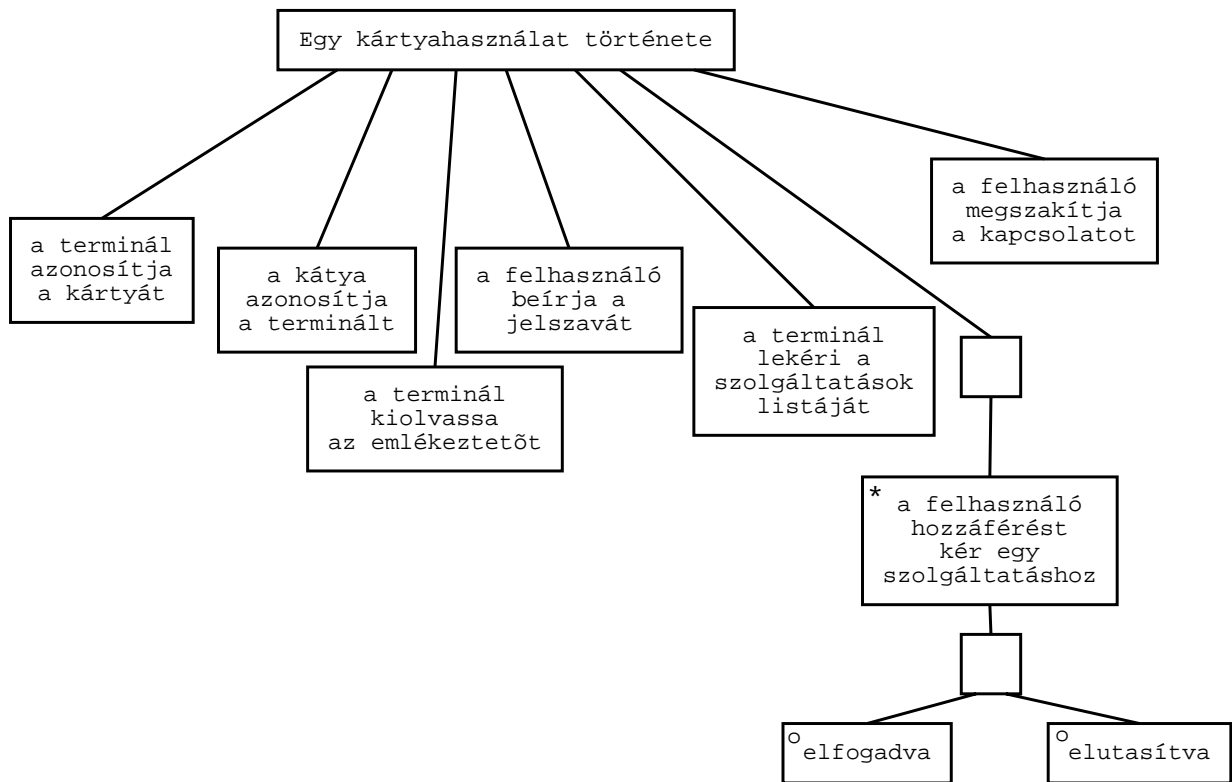 Egy kártyahasználat története
a terminál
azonosítja
a kártyát
a kátya
azonosítja
a terminált
a terminál
kiolvassa
az emlékeztetõt
a felhasználó
beírja a
jelszavát
a terminál
lekéri a
szolgáltatások
listáját
a felhasználó
megszakítja
a kapcsolatot
* a felhasználó
hozzáférést
kér egy
szolgáltatáshoz
elfogadva
elutasítva